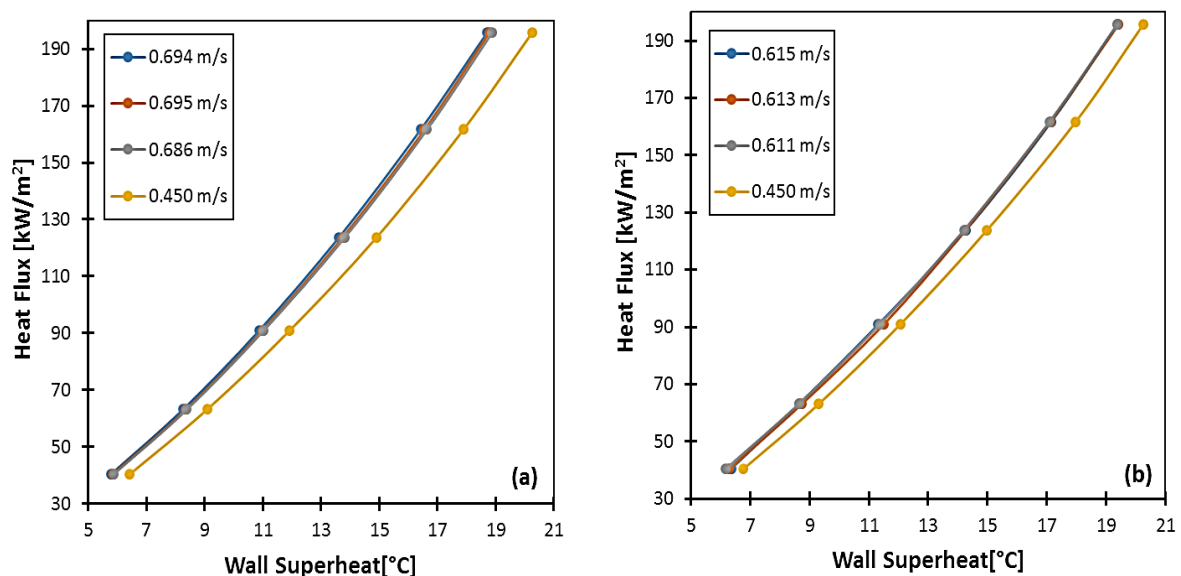 0.694 m/s
0.695 m/s
0.686 m/s
0.450 m/s
Heat Flux [kW/m²]
190
170
150
130
110
90
70
50
30
5 7 9 11 13 15 17 19 21
Wall Superheat[°C]
(a)
0.615 m/s
0.613 m/s
0.611 m/s
0.450 m/s
Heat Flux [kW/m²]
190
170
150
130
110
90
70
50
30
5 7 9 11 13 15 17 19 21
Wall Superheat[°C]
(b)